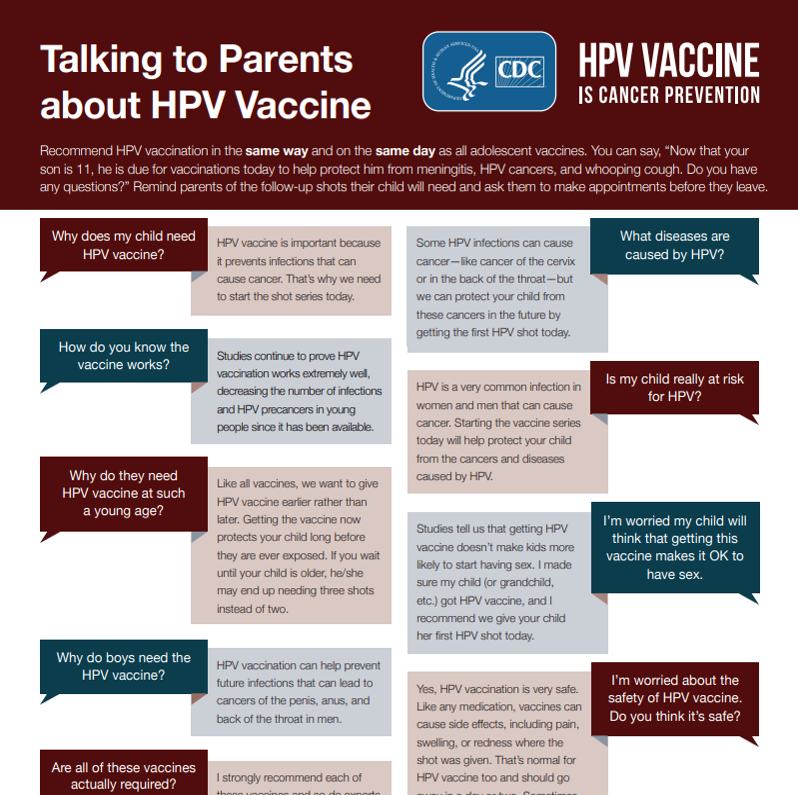 Talking to Parents
about HPV Vaccine
CDC
HPV VACCINE
IS CANCER PREVENTION
Recommend HPV vaccination in the same way and on the same day as all adolescent vaccines. You can say, “Now that your
son is 11, he is due for vaccinations today to help protect him from meningitis, HPV cancers, and whooping cough. Do you have
any questions?” Remind parents of the follow-up shots their child will need and ask them to make appointments before they leave.
Why does my child need
HPV vaccine?
HPV vaccine is important because
it prevents infections that can
cause cancer. That’s why we need
to start the shot series today.
How do you know the
vaccine works?
Studies continue to prove HPV
vaccination works extremely well,
decreasing the number of infections
and HPV precancers in young
people since it has been available.
Why do they need
HPV vaccine at such
a young age?
Like all vaccines, we want to give
HPV vaccine earlier rather than
later. Getting the vaccine now
protects your child long before
they are ever exposed. If you wait
until your child is older, he/she
may end up needing three shots
instead of two.
Why do boys need the
HPV vaccine?
HPV vaccination can help prevent
future infections that can lead to
cancers of the penis, anus, and
back of the throat in men.
Are all of these vaccines
actually required?
I strongly recommend each of
these vaccines and so do experts
What diseases are
caused by HPV?
Some HPV infections can cause
cancer—like cancer of the cervix
or in the back of the throat—but
we can protect your child from
these cancers in the future by
getting the first HPV shot today.
Is my child really at risk
for HPV?
HPV is a very common infection in
women and men that can cause
cancer. Starting the vaccine series
today will help protect your child
from the cancers and diseases
caused by HPV.
I’m worried my child will
think that getting this
vaccine makes it OK to
have sex.
Studies tell us that getting HPV
vaccine doesn’t make kids more
likely to start having sex. I made
sure my child (or grandchild,
etc.) got HPV vaccine, and I
recommend we give your child
her first HPV shot today.
I’m worried about the
safety of HPV vaccine.
Do you think it’s safe?
Yes, HPV vaccination is very safe.
Like any medication, vaccines can
cause side effects, including pain,
swelling, or redness where the
shot was given. That’s normal for
HPV vaccine too and should go
away in a day or two. Sometimes